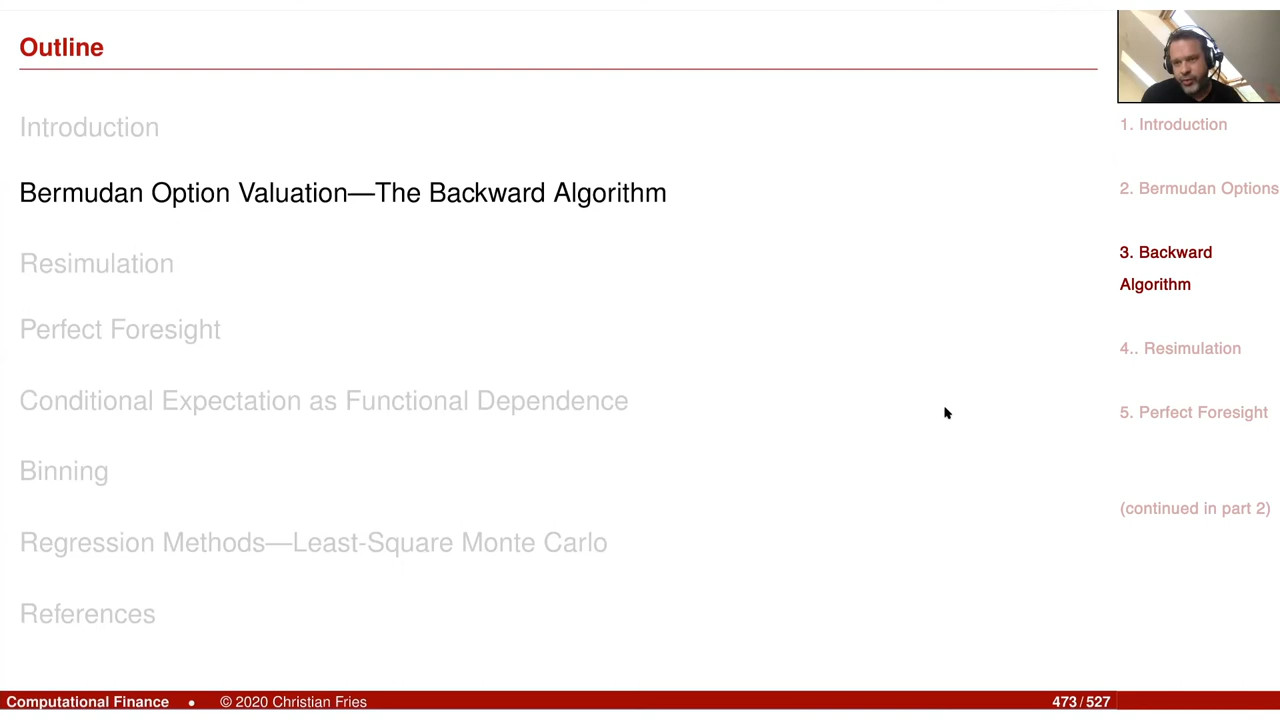 Outline
Introduction
Bermudan Option Valuation—The Backward Algorithm
Resimulation
Perfect Foresight
Conditional Expectation as Functional Dependence
Binning
Regression Methods—Least-Square Monte Carlo
References
1. Introduction
2. Bermudan Options
3. Backward
Algorithm
4.. Resimulation
5. Perfect Foresight
(continued in part 2)
Computational Finance • © 2020 Christian Fries 473 / 527